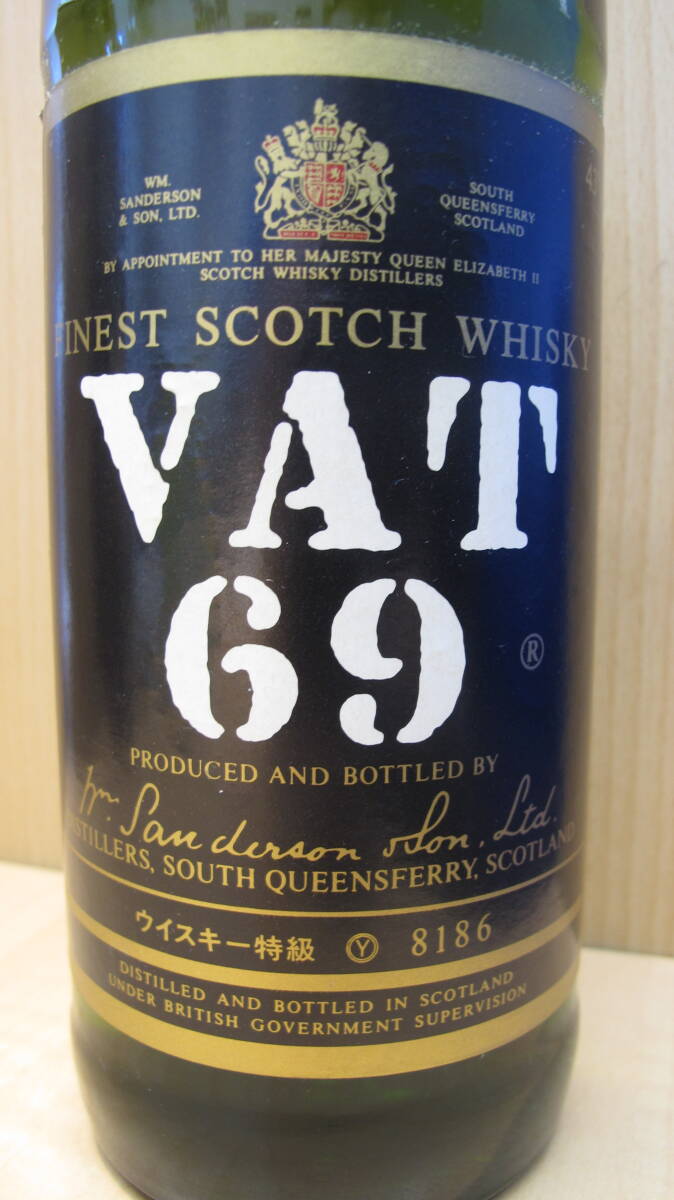 WM.
SANDERSON
& SON, LTD.
SOUTH
QUEENSFERRY
SCOTLAND
BY APPOINTMENT TO HER MAJESTY QUEEN ELIZABETH II
SCOTCH WHISKY DISTILLERS
FINEST SCOTCH WHISKY
VAT
69
®
PRODUCED AND BOTTLED BY
Wm. Sanderson & Son, Ltd.
DISTILLERS, SOUTH QUEENSFERRY, SCOTLAND
ウイスキー特級 Ⓨ 8186
DISTILLED AND BOTTLED IN SCOTLAND
UNDER BRITISH GOVERNMENT SUPERVISION